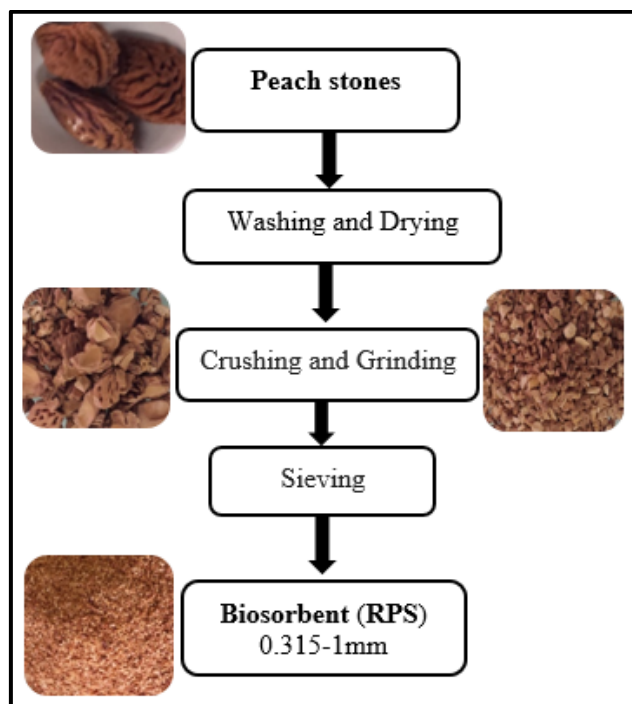 Peach stones
Washing and Drying
Crushing and Grinding
Sieving
Biosorbent (RPS)
0.315-1mm